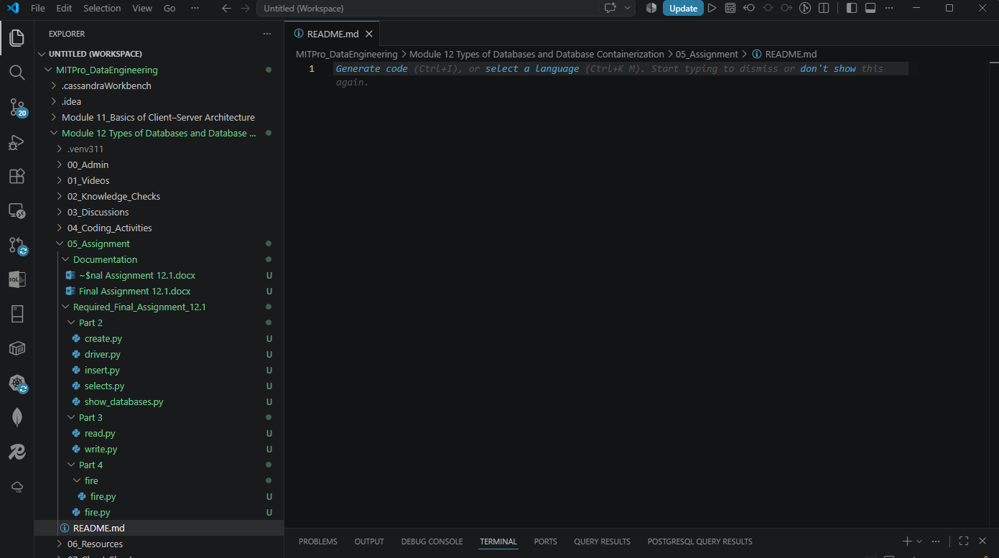 File Edit Selection View Go ··· Untitled (Workspace) Update
EXPLORER ···
UNTITLED (WORKSPACE)
MITPro_DataEngineering
.cassandraWorkbench
.idea
Module 11_Basics of Client–Server Architecture
Module 12 Types of Databases and Database ...
.venv311
00_Admin
01_Videos
02_Knowledge_Checks
03_Discussions
04_Coding_Activities
05_Assignment
Documentation
~$nal Assignment 12.1.docx U
Final Assignment 12.1.docx U
Required_Final_Assignment_12.1
Part 2
create.py U
driver.py U
insert.py U
selects.py U
show_databases.py U
Part 3
read.py U
write.py U
Part 4
fire
fire.py U
fire.py U
README.md
06_Resources
20
SQL
CQL
README.md
MITPro_DataEngineering > Module 12 Types of Databases and Database Containerization > 05_Assignment > README.md
1 Generate code (Ctrl+I), or select a language (Ctrl+K M). Start typing to dismiss or don't show this
again.
PROBLEMS OUTPUT DEBUG CONSOLE TERMINAL PORTS QUERY RESULTS POSTGRESQL QUERY RESULTS